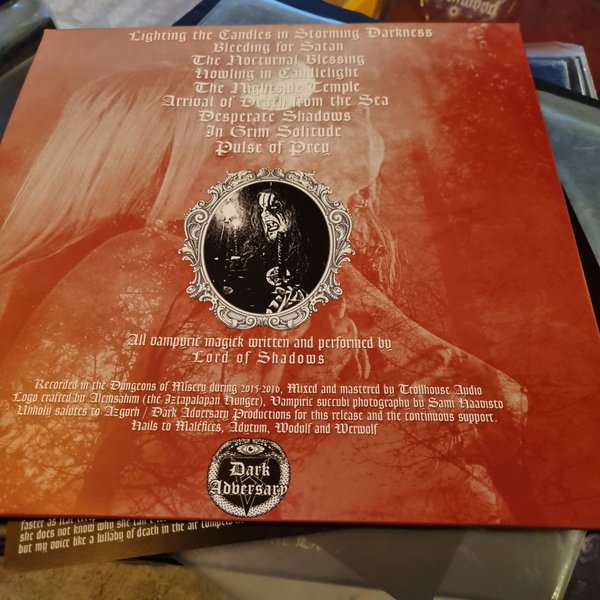 Lighting the Candles in Storming Darkness
Bleeding for Satan
The Nocturnal Blessing
Howling in Candlelight
The Nightside Temple
Arrival of Death from the Sea
Desperate Shadows
In Grim Solitude
Pulse of Prey
All vampyric magick written and performed by
Lord of Shadows
Recorded in the Dungeons of Misery during 2015-2016, Mixed and mastered by Trollhouse Audio
Logo crafted by Alemsahim (the Iztapalapan Hunger), Vampiric succubi photography by Sami Haavisto
Unholy salutes to Azgorh / Dark Adversary Productions for this release and the continuous support.
Hails to Maléfices, Adytum, Wodulf and Werwolf
Dark
Adversary
she does not know why she can't
but my voice like a lullaby of death in the air